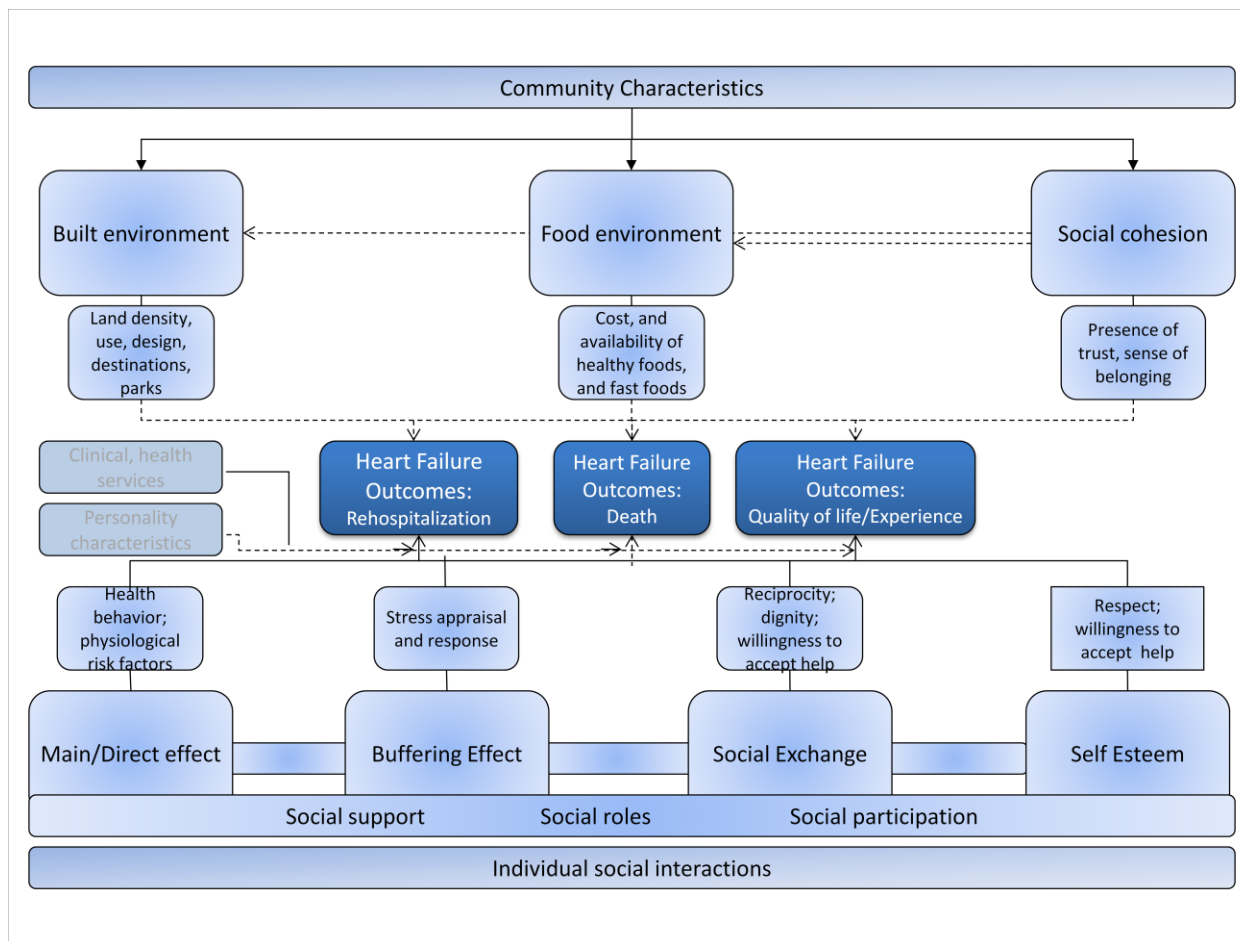 Community Characteristics
Built environment
Food environment
Social cohesion
Land density,
use, design,
destinations,
parks
Cost, and
availability of
healthy foods,
and fast foods
Presence of
trust, sense of
belonging
Clinical, health
services
Personality
characteristics
Heart Failure
Outcomes:
Rehospitalization
Heart Failure
Outcomes:
Death
Heart Failure
Outcomes:
Quality of life/Experience
Health
behavior;
physiological
risk factors
Stress appraisal
and response
Reciprocity;
dignity;
willingness to
accept help
Respect;
willingness to
accept help
Main/Direct effect
Buffering Effect
Social Exchange
Self Esteem
Social support Social roles Social participation
Individual social interactions